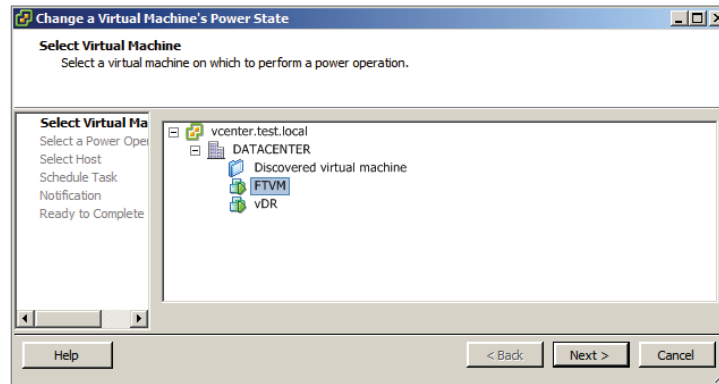 Change a Virtual Machine's Power State
Select Virtual Machine
Select a virtual machine on which to perform a power operation.
Select Virtual Ma
Select a Power Oper
Select Host
Schedule Task
Notification
Ready to Complete
vcenter.test.local
DATACENTER
Discovered virtual machine
FTVM
vDR
Help
< Back
Next >
Cancel